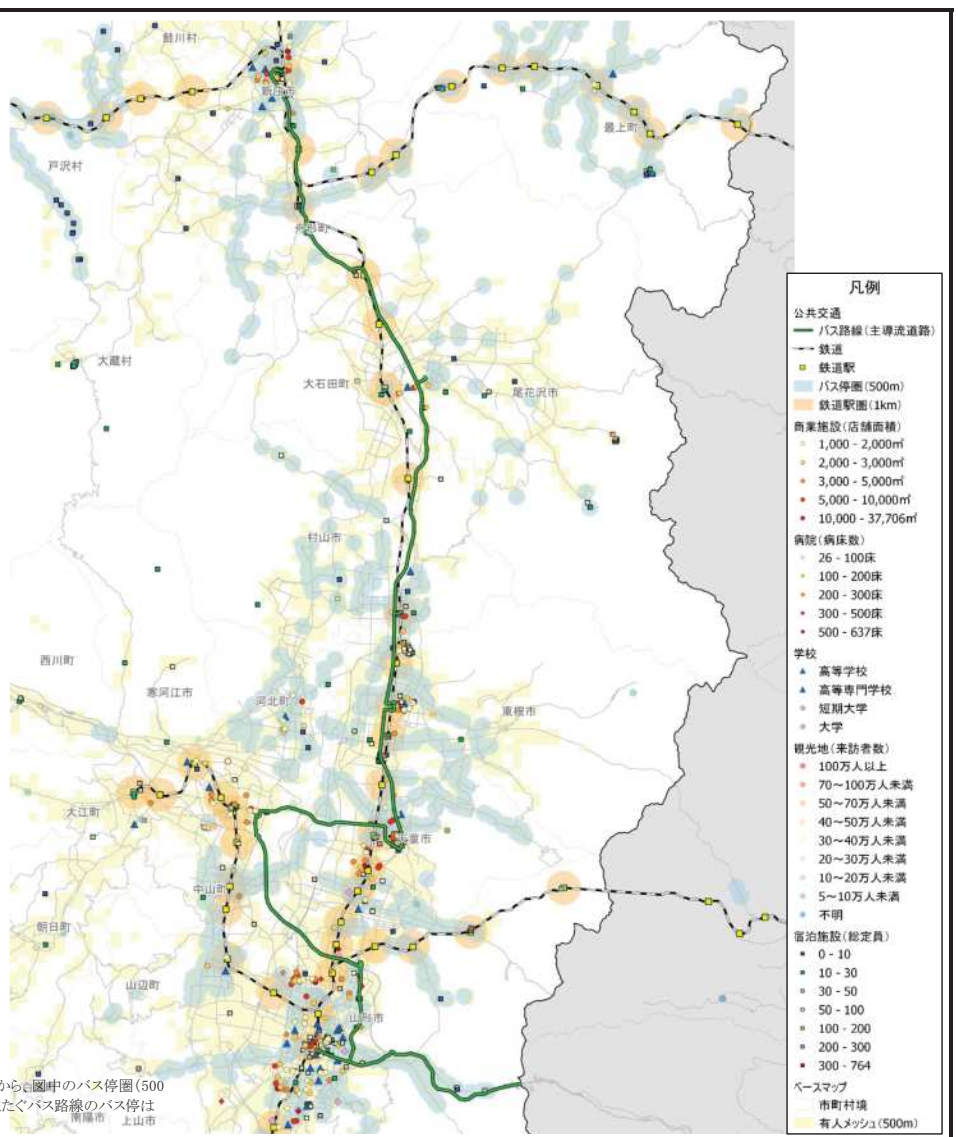 鮭川村
新庄市
最上町
戸沢村
舟形町
大蔵村
大石田町
尾花沢市
村山市
西川町
寒河江市
河北町
東根市
大江町
天童市
中山町
朝日町
山辺町
山形市
から、図中のバス停圏(500
たぐバス路線のバス停は
南陽市
上山市
凡例
公共交通
バス路線(主導流道路)
鉄道
鉄道駅
バス停圏(500m)
鉄道駅圏(1km)
商業施設(店舗面積)
1,000 - 2,000㎡
2,000 - 3,000㎡
3,000 - 5,000㎡
5,000 - 10,000㎡
10,000 - 37,706㎡
病院(病床数)
26 - 100床
100 - 200床
200 - 300床
300 - 500床
500 - 637床
学校
高等学校
高等専門学校
短期大学
大学
観光地(来訪者数)
100万人以上
70～100万人未満
50～70万人未満
40～50万人未満
30～40万人未満
20～30万人未満
10～20万人未満
5～10万人未満
不明
宿泊施設(総定員)
0 - 10
10 - 30
30 - 50
50 - 100
100 - 200
200 - 300
300 - 764
ベースマップ
市町村境
有人メッシュ(500m)